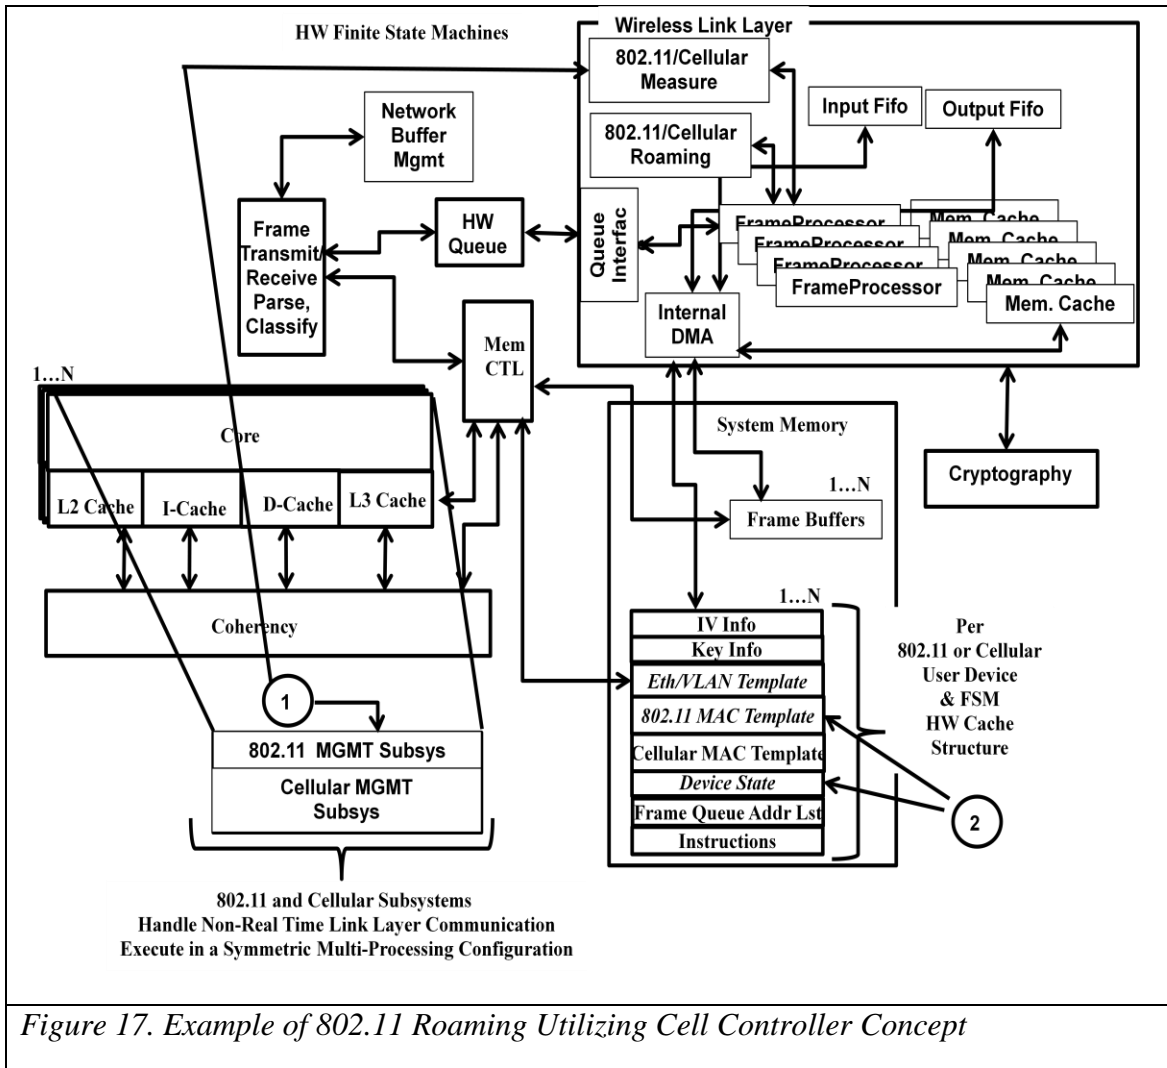 HW Finite State Machines
Wireless Link Layer
802.11/Cellular
Measure
Input Fifo
Output Fifo
Network
Buffer
Mgmt
802.11/Cellular
Roaming
Queue
Interfac
HW
Queue
Frame
Transmit/
Receive
Parse,
Classify
FrameProcessor
FrameProcessor
FrameProcessor
FrameProcessor
Mem. Cache
Mem. Cache
Mem. Cache
Mem. Cache
Mem. Cache
Internal
DMA
Mem
CTL
1...N
Core
L2 Cache
I-Cache
D-Cache
L3 Cache
Coherency
System Memory
Cryptography
1...N
Frame Buffers
1...N
IV Info
Key Info
Eth/VLAN Template
802.11 MAC Template
Cellular MAC Template
Device State
Frame Queue Addr Lst
Instructions
Per
802.11 or Cellular
User Device
& FSM
HW Cache
Structure
1
2
802.11 MGMT Subsys
Cellular MGMT
Subsys
802.11 and Cellular Subsystems
Handle Non-Real Time Link Layer Communication
Execute in a Symmetric Multi-Processing Configuration
Figure 17. Example of 802.11 Roaming Utilizing Cell Controller Concept